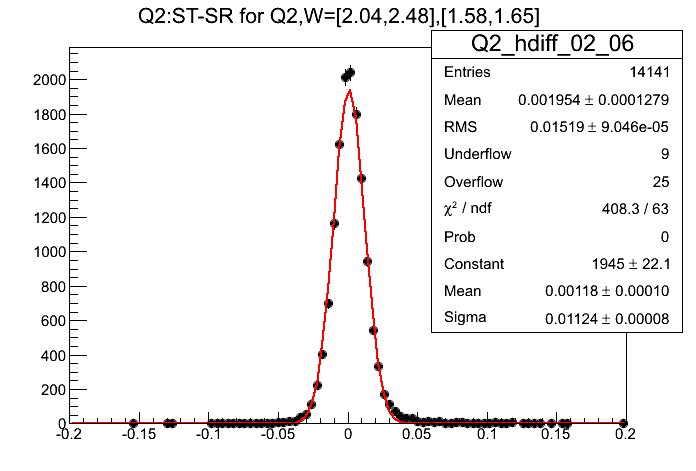 Q2:ST-SR for Q2,W=[2.04,2.48],[1.58,1.65]
Q2_hdiff_02_06
Entries 14141
Mean 0.001954 ± 0.0001279
RMS 0.01519 ± 9.046e-05
Underflow 9
Overflow 25
χ² / ndf 408.3 / 63
Prob 0
Constant 1945 ± 22.1
Mean 0.00118 ± 0.00010
Sigma 0.01124 ± 0.00008
2000
1800
1600
1400
1200
1000
800
600
400
200
0
-0.2 -0.15 -0.1 -0.05 0 0.05 0.1 0.15 0.2